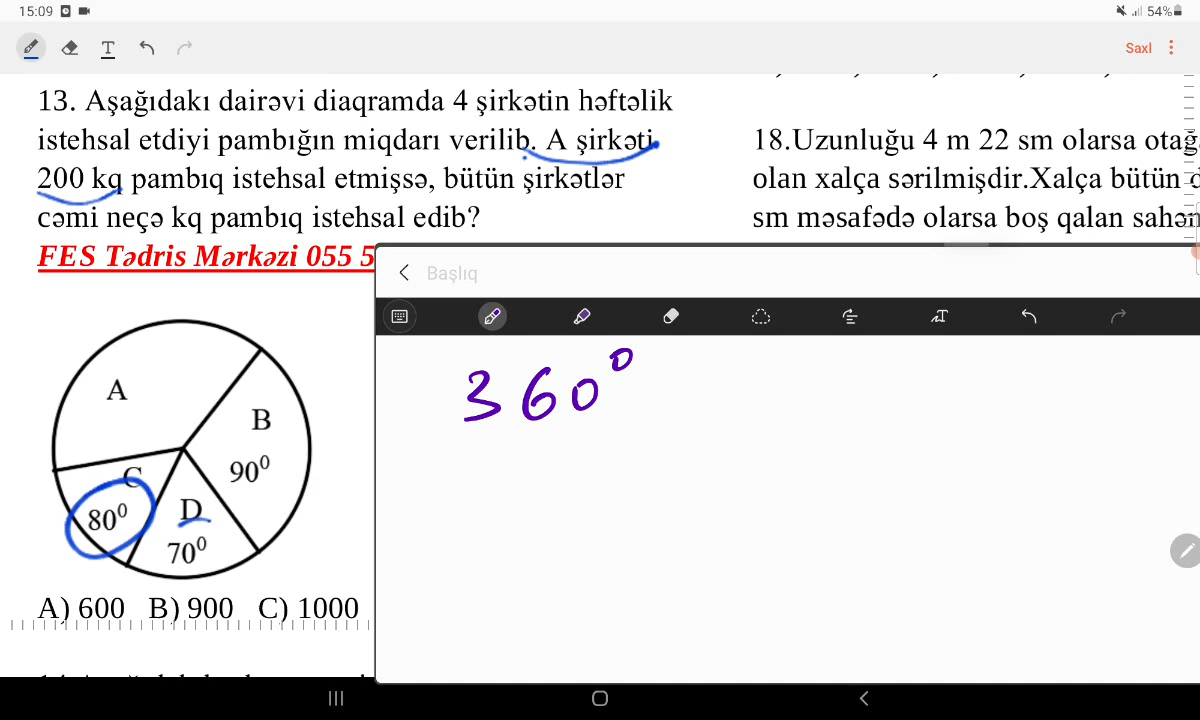 15:09 54%
T Saxl
13. Aşağıdakı dairəvi diaqramda 4 şirkətin həftəlik
istehsal etdiyi pambığın miqdarı verilib. A şirkəti
200 kq pambıq istehsal etmişsə, bütün şirkətlər
cəmi neçə kq pambıq istehsal edib?
FES Tədris Mərkəzi 055 5
A
B
90⁰
C
80⁰
D
70⁰
A) 600 B) 900 C) 1000
18.Uzunluğu 4 m 22 sm olarsa otağ
olan xalça sərilmişdir.Xalça bütün
sm məsafədə olarsa boş qalan sahən
Başlıq
360⁰